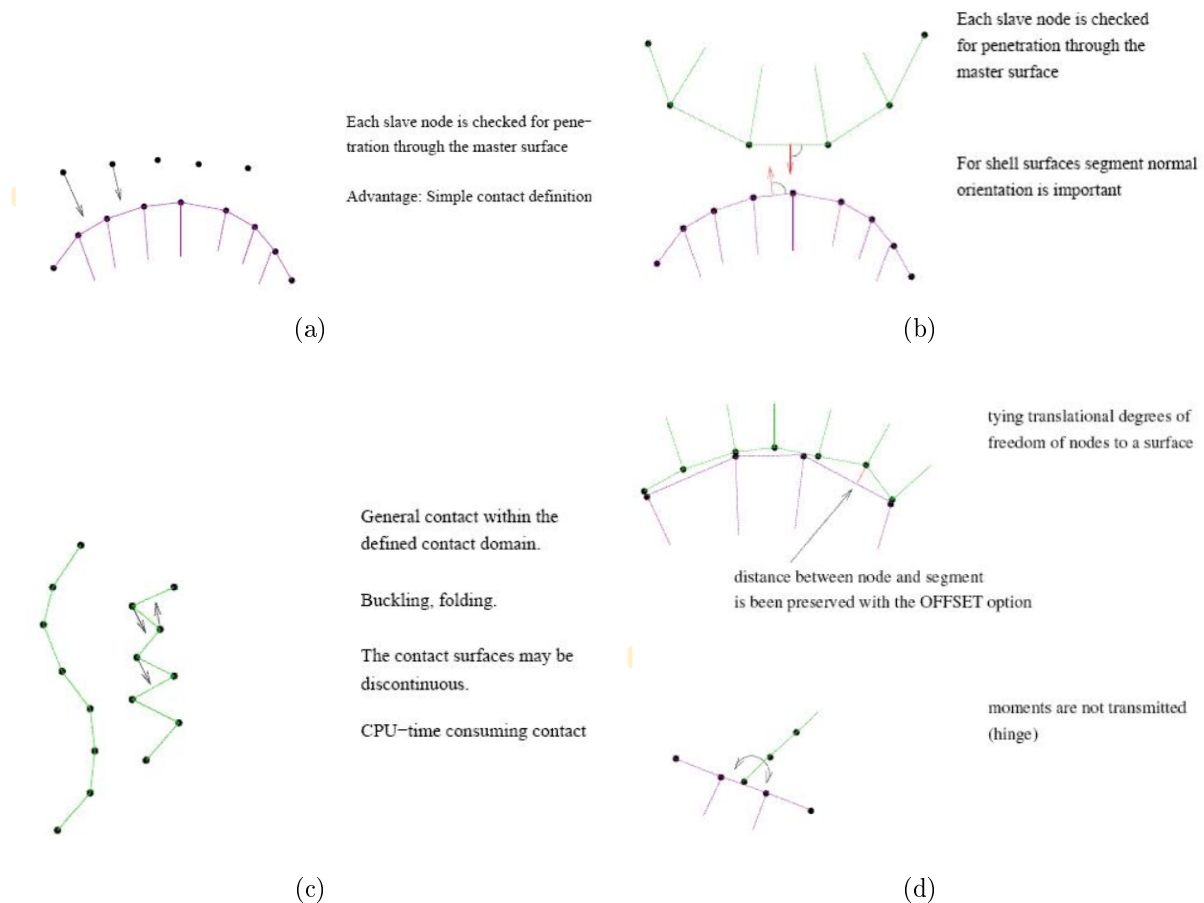 Each slave node is checked for pene-
tration through the master surface
Advantage: Simple contact definition
(a)
Each slave node is checked
for penetration through the
master surface
For shell surfaces segment normal
orientation is important
(b)
General contact within the
defined contact domain.
Buckling, folding.
The contact surfaces may be
discontinuous.
CPU-time consuming contact
(c)
tying translational degrees of
freedom of nodes to a surface
distance between node and segment
is been preserved with the OFFSET option
moments are not transmitted
(hinge)
(d)